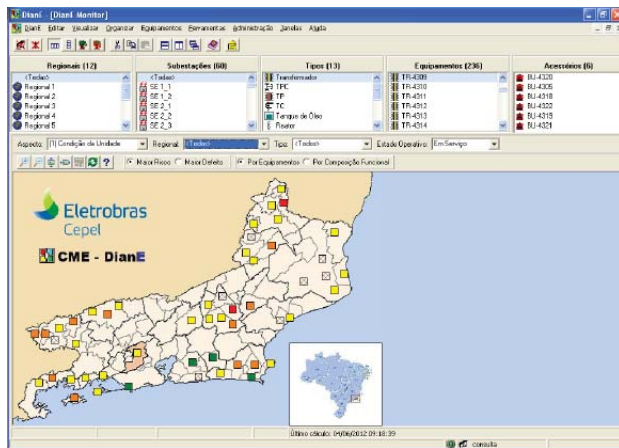 DianE - [DianE Monitor]
DianE Editar Visualizar Organizar Equipamentos Ferramentas Administração Janelas Ajuda
Regionais (12) Subestações (60) Tipos (13) Equipamentos (236) Acessórios (6)
<Todas> <Todas> Transformador TR-4309 BU-4320
Regional 1 SE 1_1 TPC TR-4310 BU-4305
Regional 2 SE 1_2 TP TR-4311 BU-4318
Regional 3 SE 2_1 TC TR-4312 BU-4322
Regional 4 SE 2_2 Tanque de Óleo TR-4313 BU-4319
Regional 5 SE 2_3 Reator TR-4314 BU-4321
Aspecto: [1] Condição da Unidade Regional: <Todas> Tipo: <Todos> Estado Operativo: Em Serviço
Maior Risco Maior Defeito Por Equipamentos Por Composição Funcional
Eletrobras
Cepel
CME - DianE
Último cálculo: 04/06/2012 09:18:39
consulta